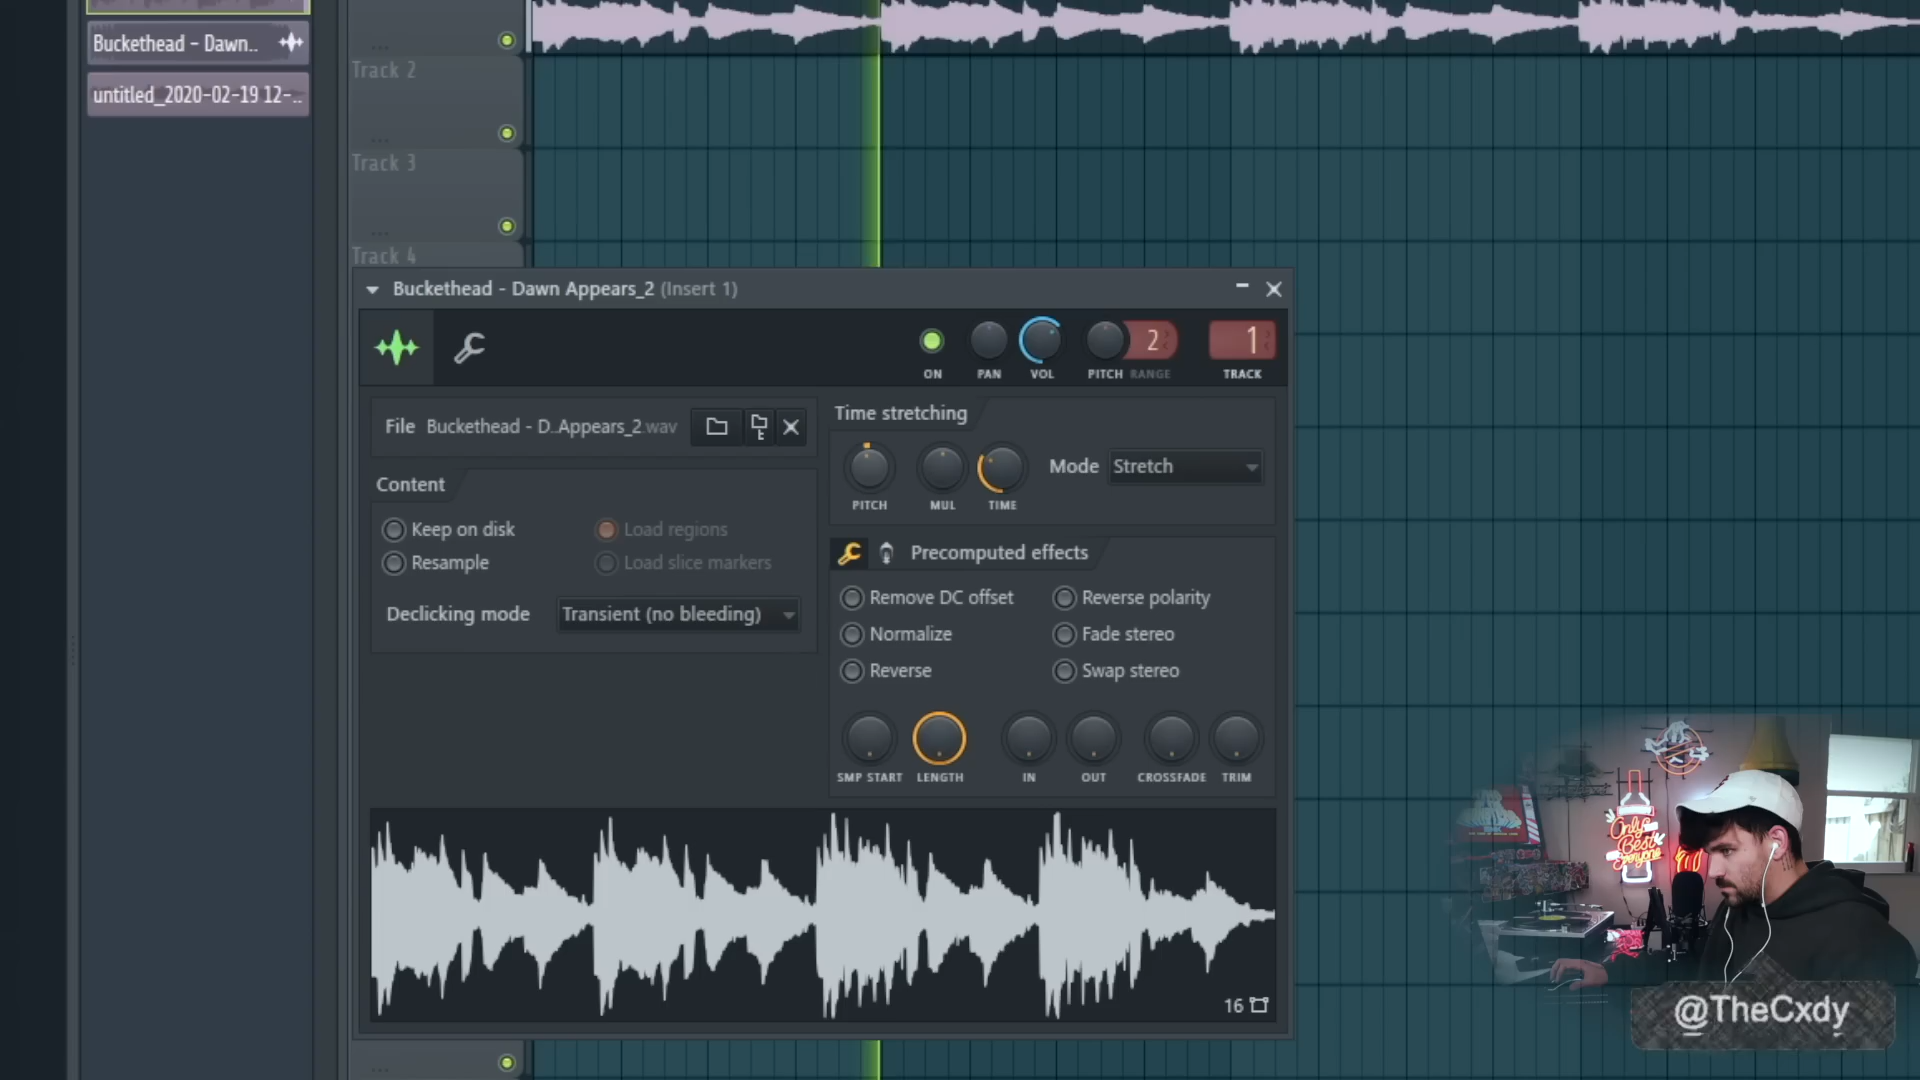 Buckethead - Dawn..
untitled_2020-02-19 12-..
Track 2
Track 3
Track 4
Buckethead - Dawn Appears_2 (Insert 1)
ON
PAN
VOL
PITCH
RANGE
2
1
TRACK
File
Buckethead - D..Appears_2.wav
Content
Keep on disk
Load regions
Resample
Load slice markers
Declicking mode
Transient (no bleeding)
Time stretching
PITCH
MUL
TIME
Mode
Stretch
Precomputed effects
Remove DC offset
Reverse polarity
Normalize
Fade stereo
Reverse
Swap stereo
SMP START
LENGTH
IN
OUT
CROSSFADE
TRIM
16
Only
Best
Everyone
@TheCxdy